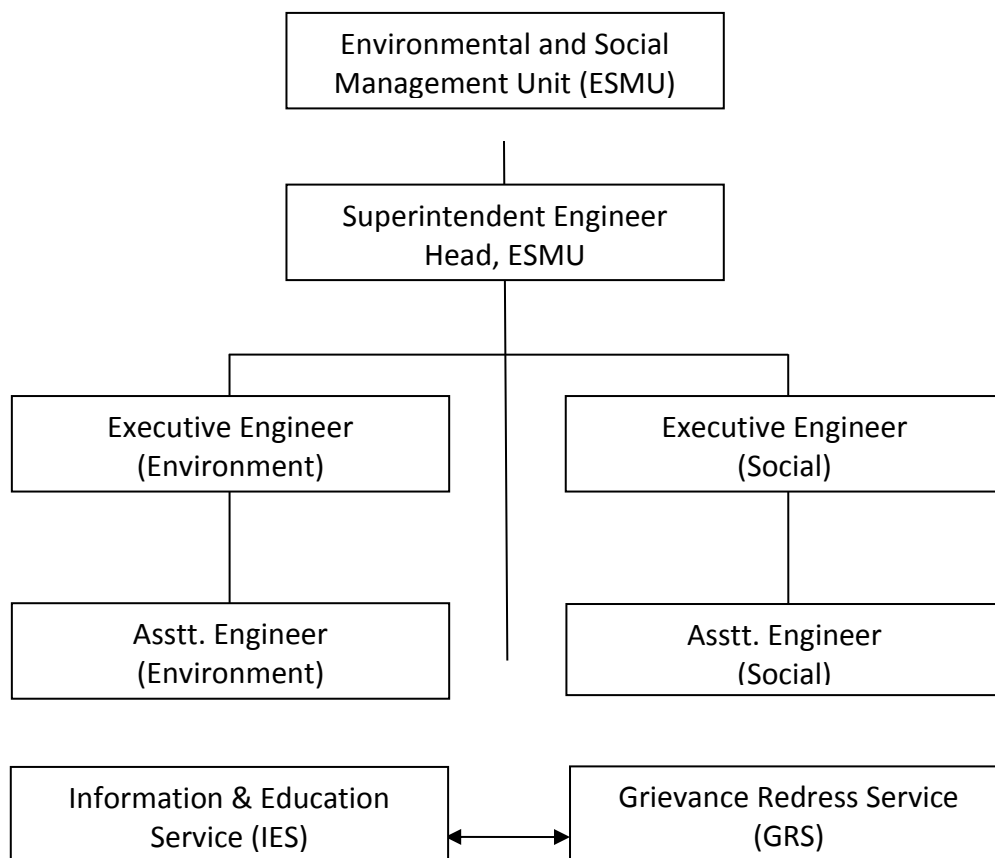 Environmental and Social
Management Unit (ESMU)
Superintendent Engineer
Head, ESMU
Executive Engineer
(Environment)
Executive Engineer
(Social)
Asstt. Engineer
(Environment)
Asstt. Engineer
(Social)
Information & Education
Service (IES)
Grievance Redress Service
(GRS)